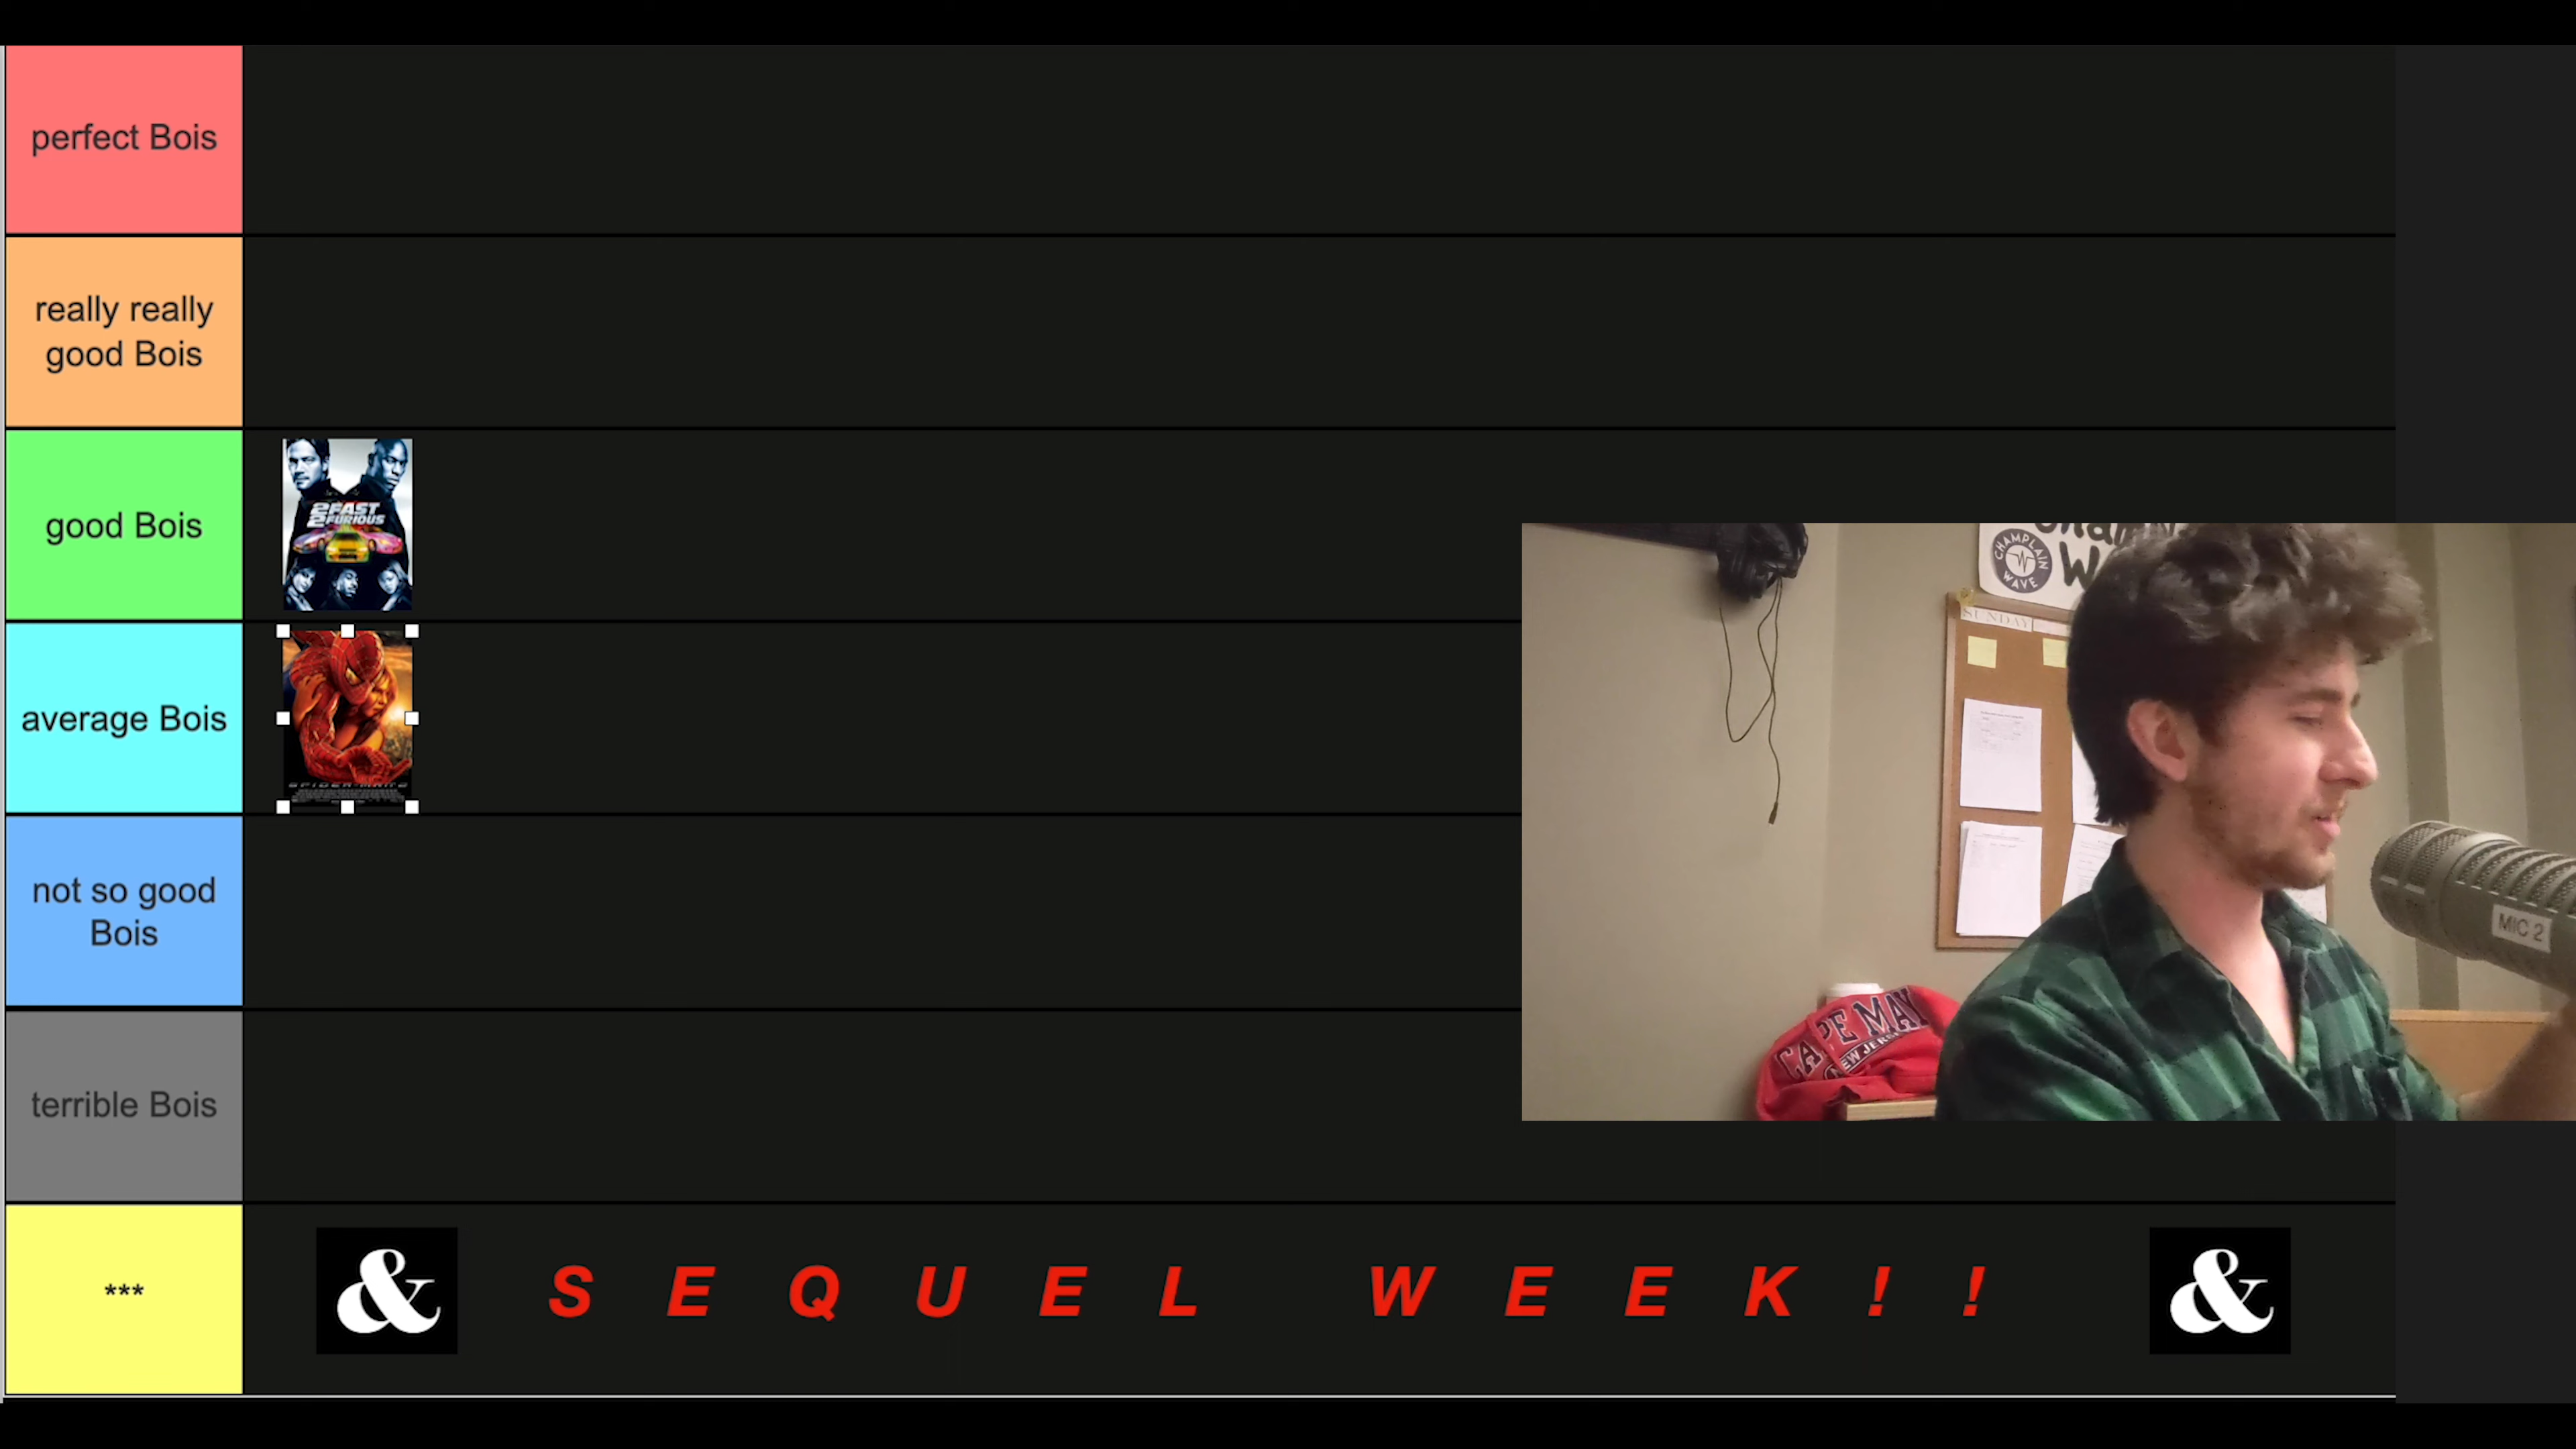 perfect Bois
really really
good Bois
good Bois
2 FAST
2 FURIOUS
average Bois
not so good
Bois
terrible Bois
***
& S E Q U E L W E E K ! ! &
CHAMPLAIN
WAVE
SUNDAY
MIC 2
CAPE MAY
NEW JERSEY